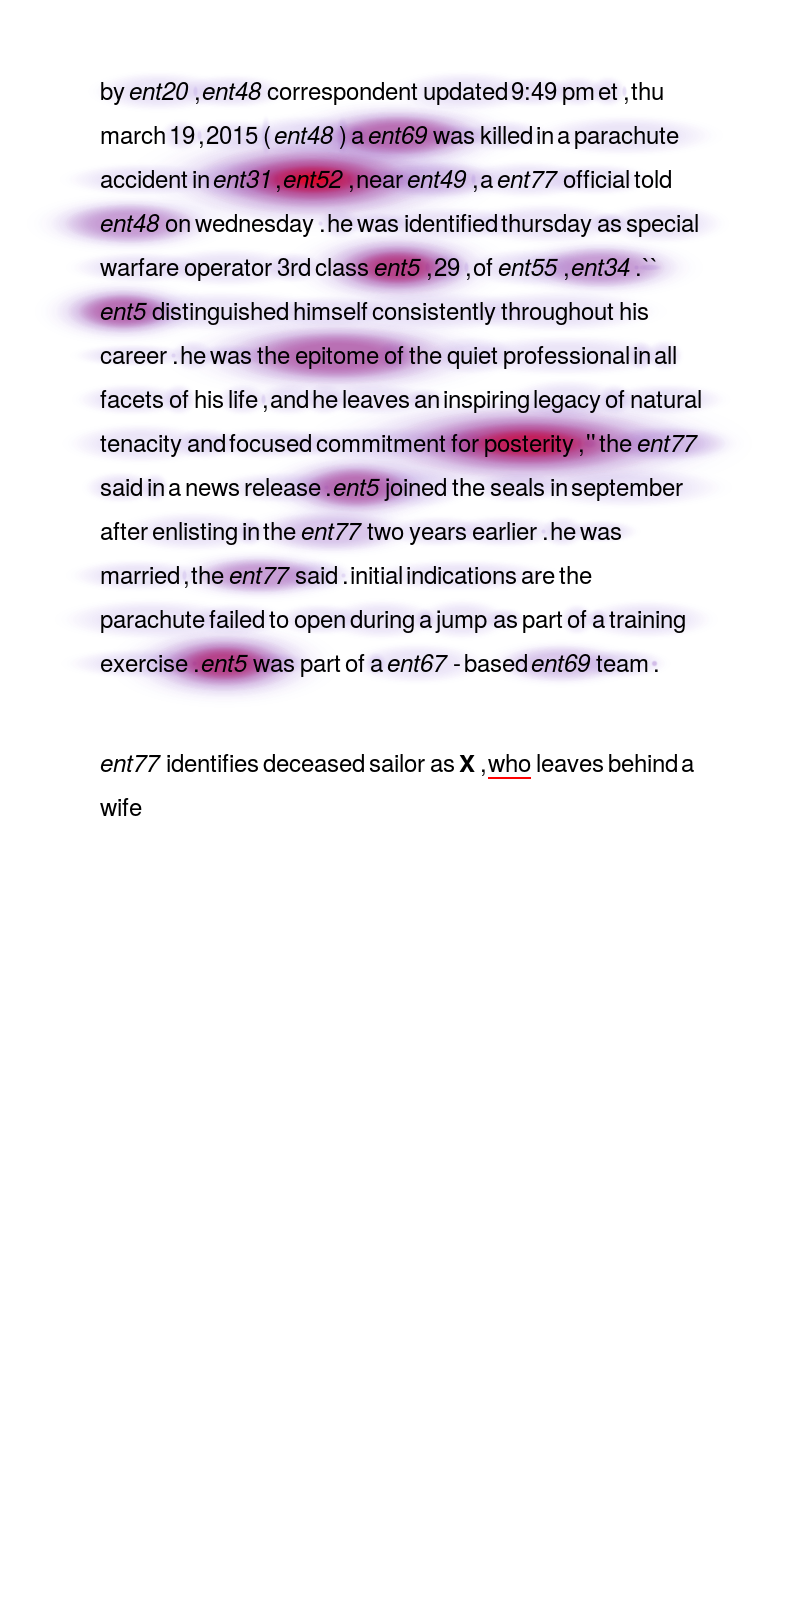 by ent20 , ent48 correspondent updated 9:49 pm et , thu
march 19 , 2015 ( ent48 ) a ent69 was killed in a parachute
accident in ent31 , ent52 , near ent49 , a ent77 official told
ent48 on wednesday . he was identified thursday as special
warfare operator 3rd class ent5 , 29 , of ent55 , ent34 . ``
ent5 distinguished himself consistently throughout his
career . he was the epitome of the quiet professional in all
facets of his life , and he leaves an inspiring legacy of natural
tenacity and focused commitment for posterity , '' the ent77
said in a news release . ent5 joined the seals in september
after enlisting in the ent77 two years earlier . he was
married , the ent77 said . initial indications are the
parachute failed to open during a jump as part of a training
exercise . ent5 was part of a ent67 - based ent69 team .
ent77 identifies deceased sailor as X , who leaves behind a
wife